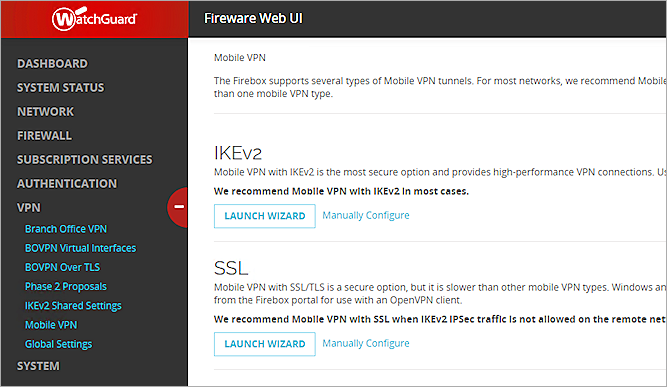 WatchGuard
Fireware Web UI
DASHBOARD
SYSTEM STATUS
NETWORK
FIREWALL
SUBSCRIPTION SERVICES
AUTHENTICATION
VPN
Branch Office VPN
BOVPN Virtual Interfaces
BOVPN Over TLS
Phase 2 Proposals
IKEv2 Shared Settings
Mobile VPN
Global Settings
SYSTEM
Mobile VPN
The Firebox supports several types of Mobile VPN tunnels. For most networks, we recommend Mobile
than one mobile VPN type.
IKEv2
Mobile VPN with IKEv2 is the most secure option and provides high-performance VPN connections. Us
We recommend Mobile VPN with IKEv2 in most cases.
LAUNCH WIZARD Manually Configure
SSL
Mobile VPN with SSL/TLS is a secure option, but it is slower than other mobile VPN types. Windows an
from the Firebox portal for use with an OpenVPN client.
We recommend Mobile VPN with SSL when IKEv2 IPSec traffic is not allowed on the remote net
LAUNCH WIZARD Manually Configure